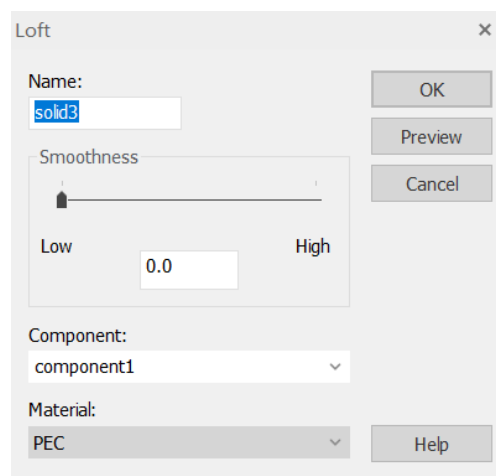 Loft
Name:
solid3
OK
Preview
Cancel
Smoothness
Low
High
0.0
Component:
component1
Material:
PEC
Help